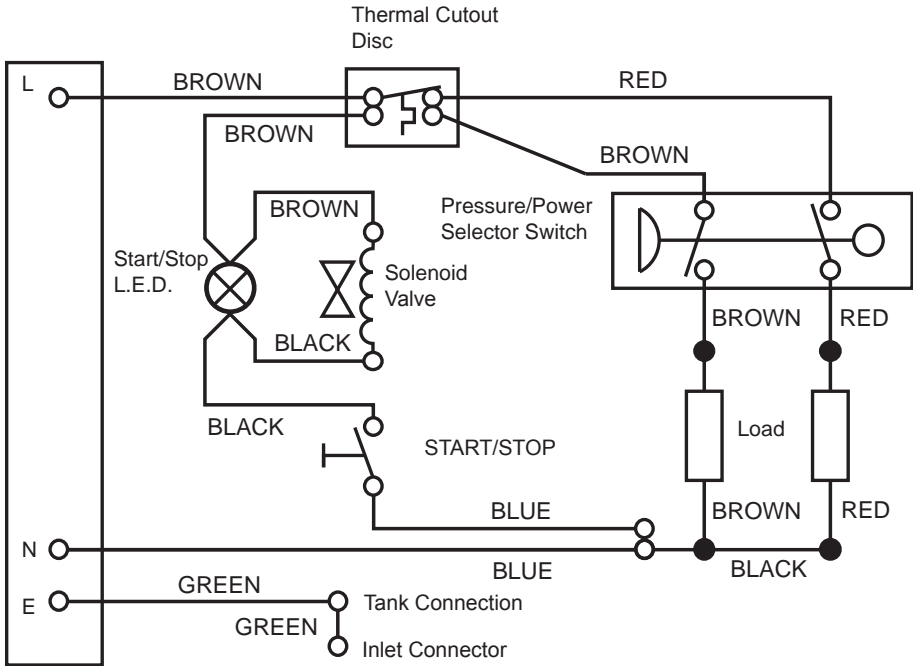 Thermal Cutout
Disc
L
BROWN
RED
BROWN
BROWN
BROWN
Pressure/Power
Selector Switch
Start/Stop
L.E.D.
Solenoid
Valve
BROWN
RED
BLACK
BLACK
START/STOP
Load
BLUE
BROWN
RED
N
BLUE
BLACK
GREEN
E
Tank Connection
GREEN
Inlet Connector